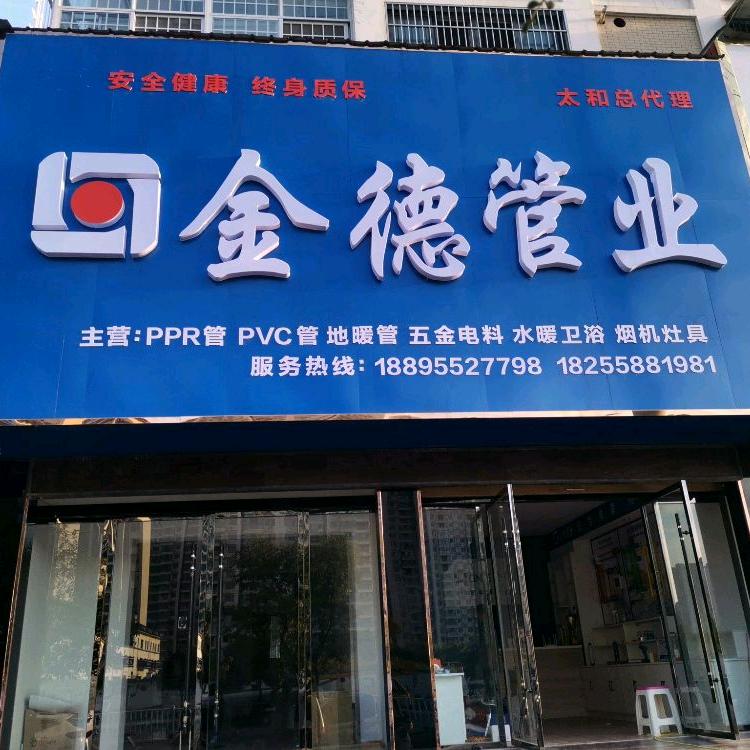 安全健康 终身质保 太和总代理
金德管业
主营:PPR管 PVC管 地暖管 五金电料 水暖卫浴 烟机灶具
服务热线:18895527798 18255881981